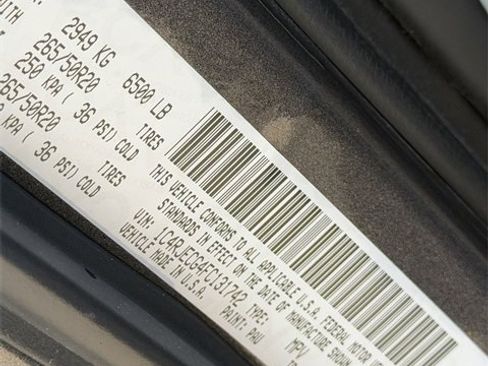 2949 KG 6500 LB
ITH TIRES
265/50R20
250 KPA ( 36 PSI) COLD
TIRES
265/50R20
KPA ( 36 PSI) COLD
THIS VEHICLE CONFORMS TO ALL APPLICABLE U.S.A. FEDERAL MOTOR
STANDARDS IN EFFECT ON THE DATE OF MANUFACTURE SHOWN
VIN: 1C4RJECG4FC131742 TYPE: MPV
VEHICLE MADE IN U.S.A. PAINT: PAU